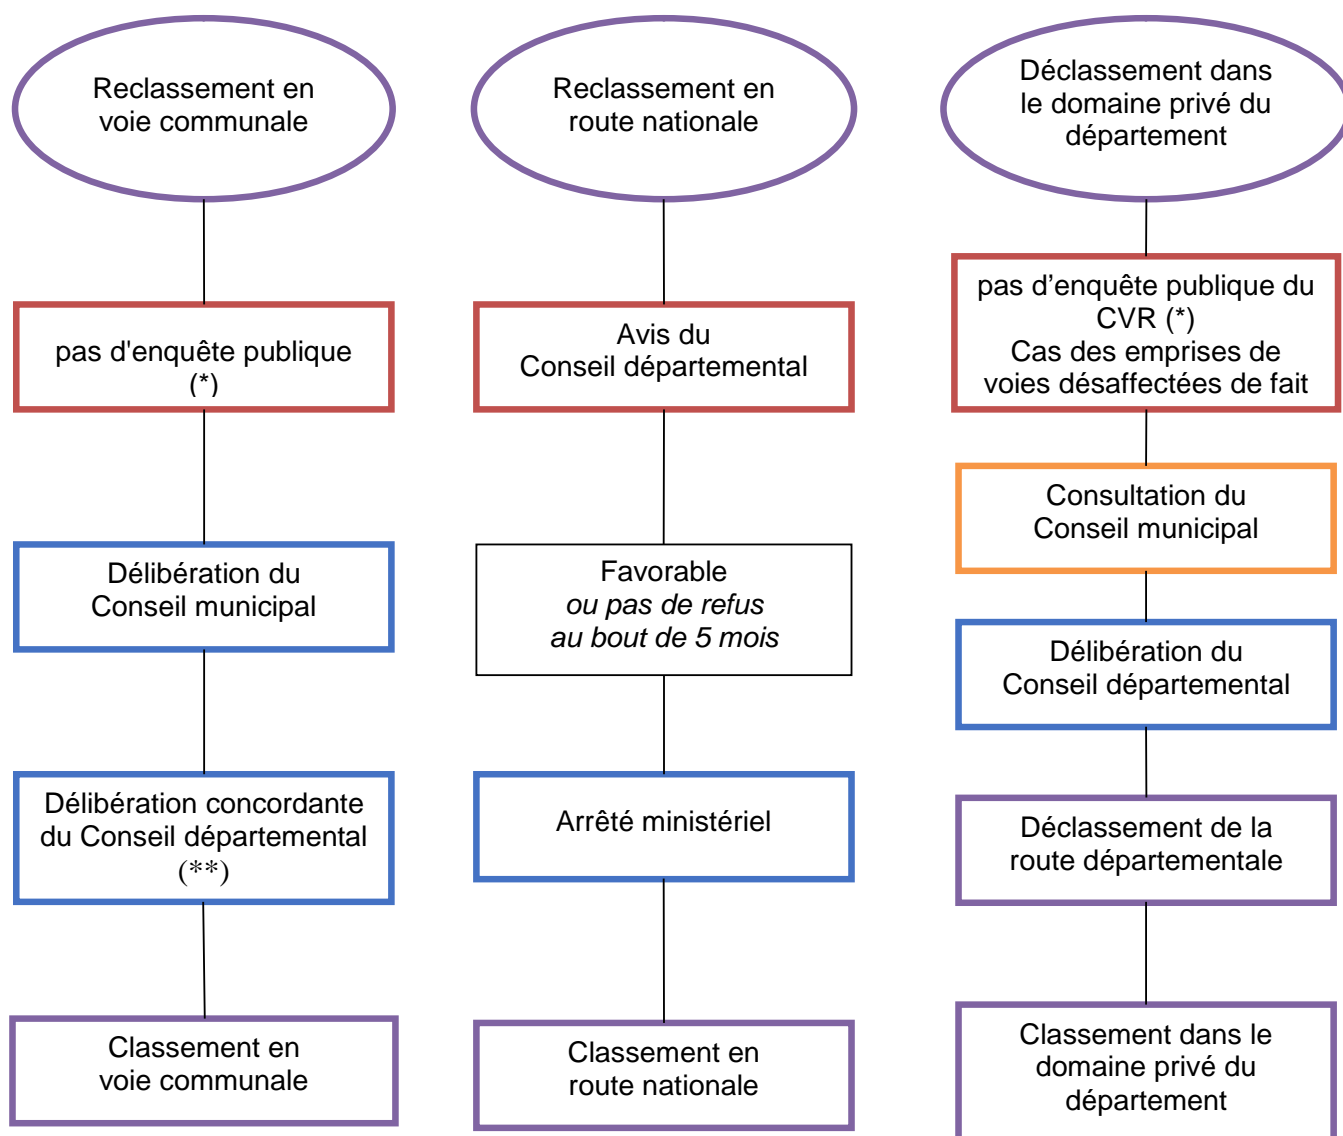 Reclassement en
voie communale
pas d'enquête publique
(*)
Délibération du
Conseil municipal
Délibération concordante
du Conseil départemental
(**)
Classement en
voie communale
Reclassement en
route nationale
Avis du
Conseil départemental
Favorable
ou pas de refus
au bout de 5 mois
Arrêté ministériel
Classement en
route nationale
Déclassement dans
le domaine privé du
département
pas d’enquête publique du
CVR (*)
Cas des emprises de
voies désaffectées de fait
Consultation du
Conseil municipal
Délibération du
Conseil départemental
Déclassement de la
route départementale
Classement dans le
domaine privé du
département